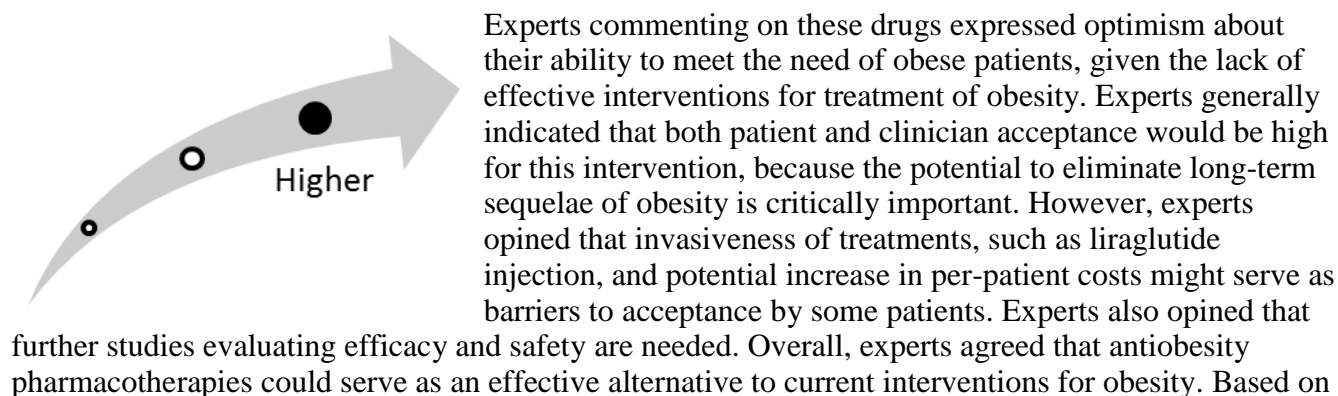 Experts commenting on these drugs expressed optimism about
their ability to meet the need of obese patients, given the lack of
effective interventions for treatment of obesity. Experts generally
indicated that both patient and clinician acceptance would be high
for this intervention, because the potential to eliminate long-term
sequelae of obesity is critically important. However, experts
opined that invasiveness of treatments, such as liraglutide
injection, and potential increase in per-patient costs might serve as
barriers to acceptance by some patients. Experts also opined that
further studies evaluating efficacy and safety are needed. Overall, experts agreed that antiobesity
pharmacotherapies could serve as an effective alternative to current interventions for obesity. Based on
Higher